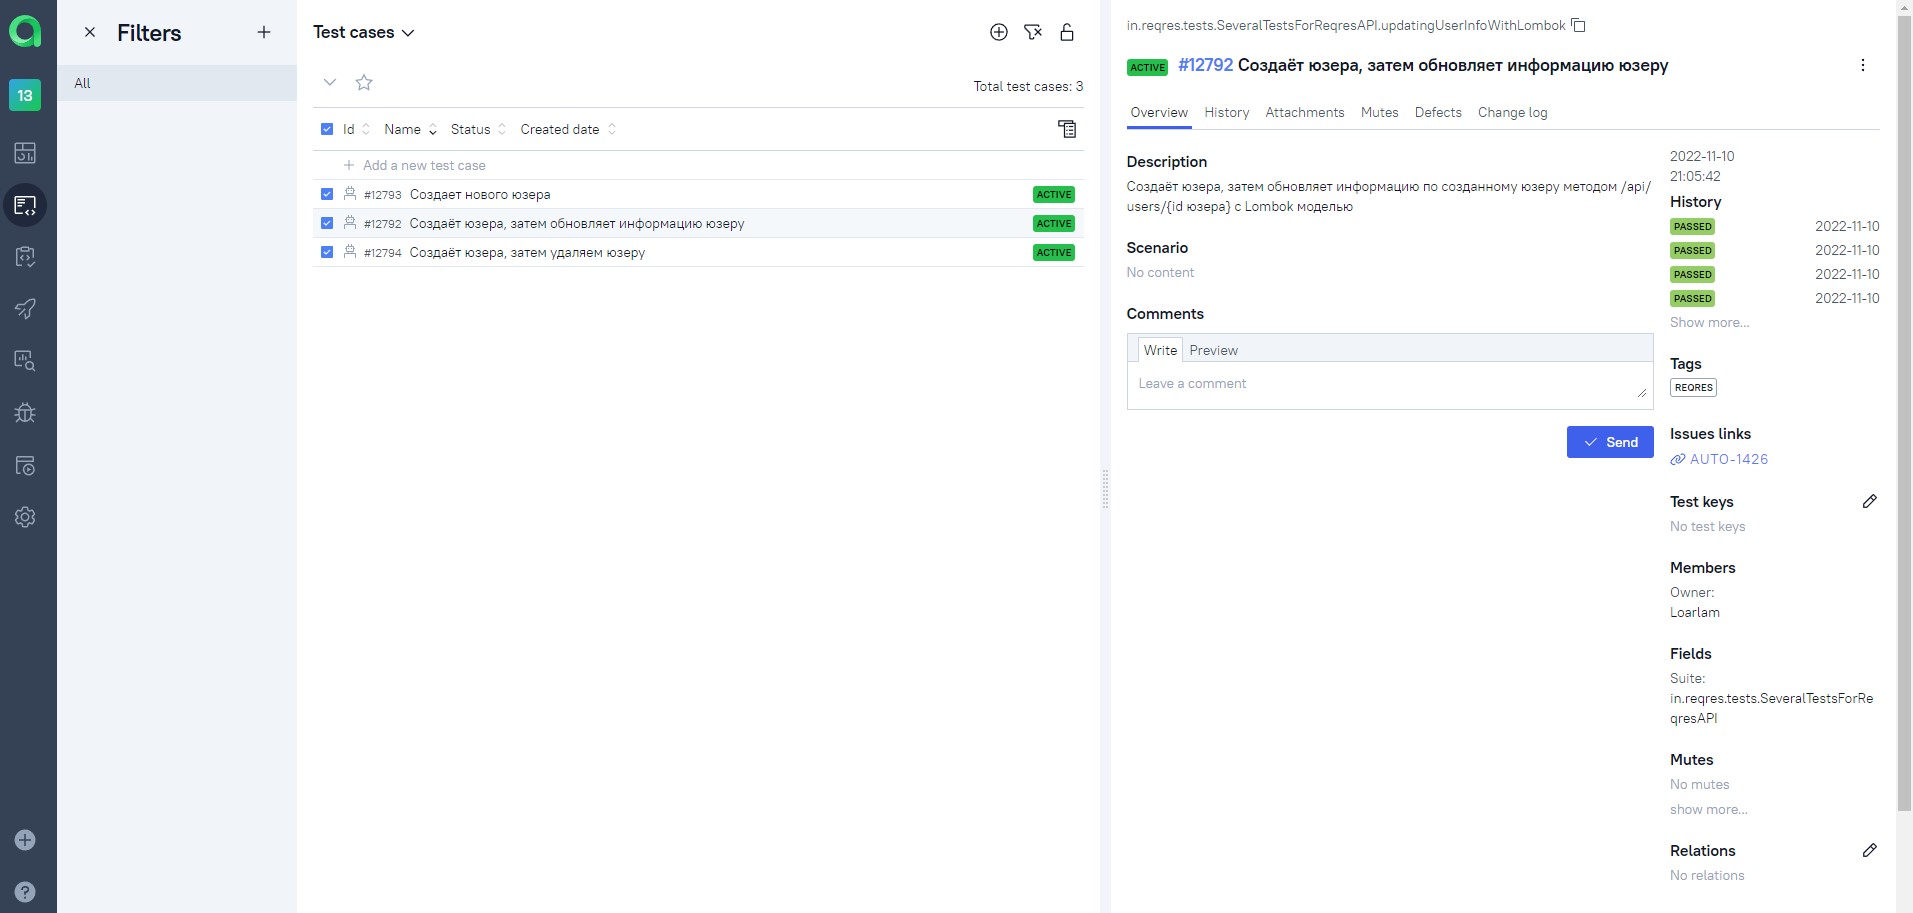 13
Filters
All
Test cases
Total test cases: 3
Id Name Status Created date
Add a new test case
#12793 Создает нового юзера ACTIVE
#12792 Создаёт юзера, затем обновляет информацию юзеру ACTIVE
#12794 Создаёт юзера, затем удаляем юзеру ACTIVE
in.reqres.tests.SeveralTestsForReqresAPI.updatingUserInfoWithLombok
ACTIVE #12792 Создаёт юзера, затем обновляет информацию юзеру
Overview History Attachments Mutes Defects Change log
Description
Создаёт юзера, затем обновляет информацию по созданному юзеру методом /api/
users/{id юзера} с Lombok моделью
Scenario
No content
Comments
Write Preview
Leave a comment
Send
2022-11-10
21:05:42
History
PASSED 2022-11-10
PASSED 2022-11-10
PASSED 2022-11-10
PASSED 2022-11-10
Show more...
Tags
REQRES
Issues links
AUTO-1426
Test keys
No test keys
Members
Owner:
Loarlam
Fields
Suite:
in.reqres.tests.SeveralTestsForRe
qresAPI
Mutes
No mutes
show more...
Relations
No relations